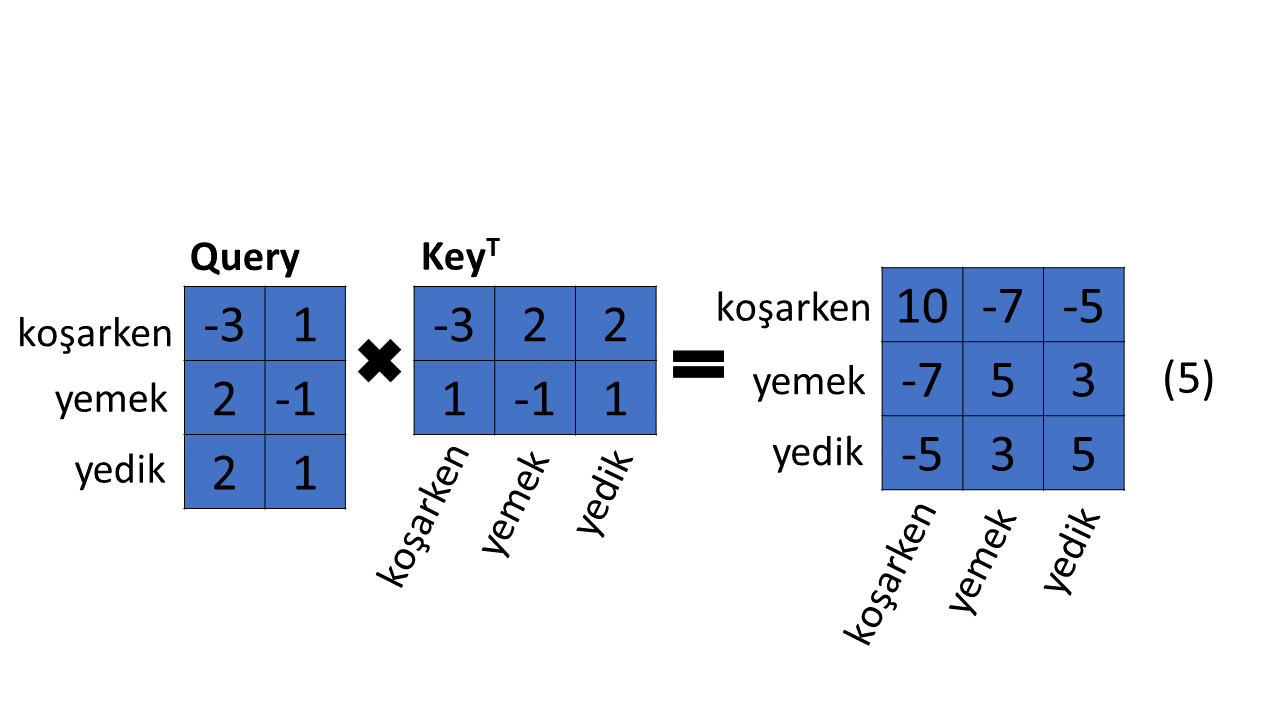 Query
Keyᵀ
koşarken -3 1
yemek 2 -1
yedik 2 1
✖
-3 2 2
1 -1 1
koşarken yemek yedik
=
koşarken 10 -7 -5
yemek -7 5 3
yedik -5 3 5
koşarken yemek yedik
(5)